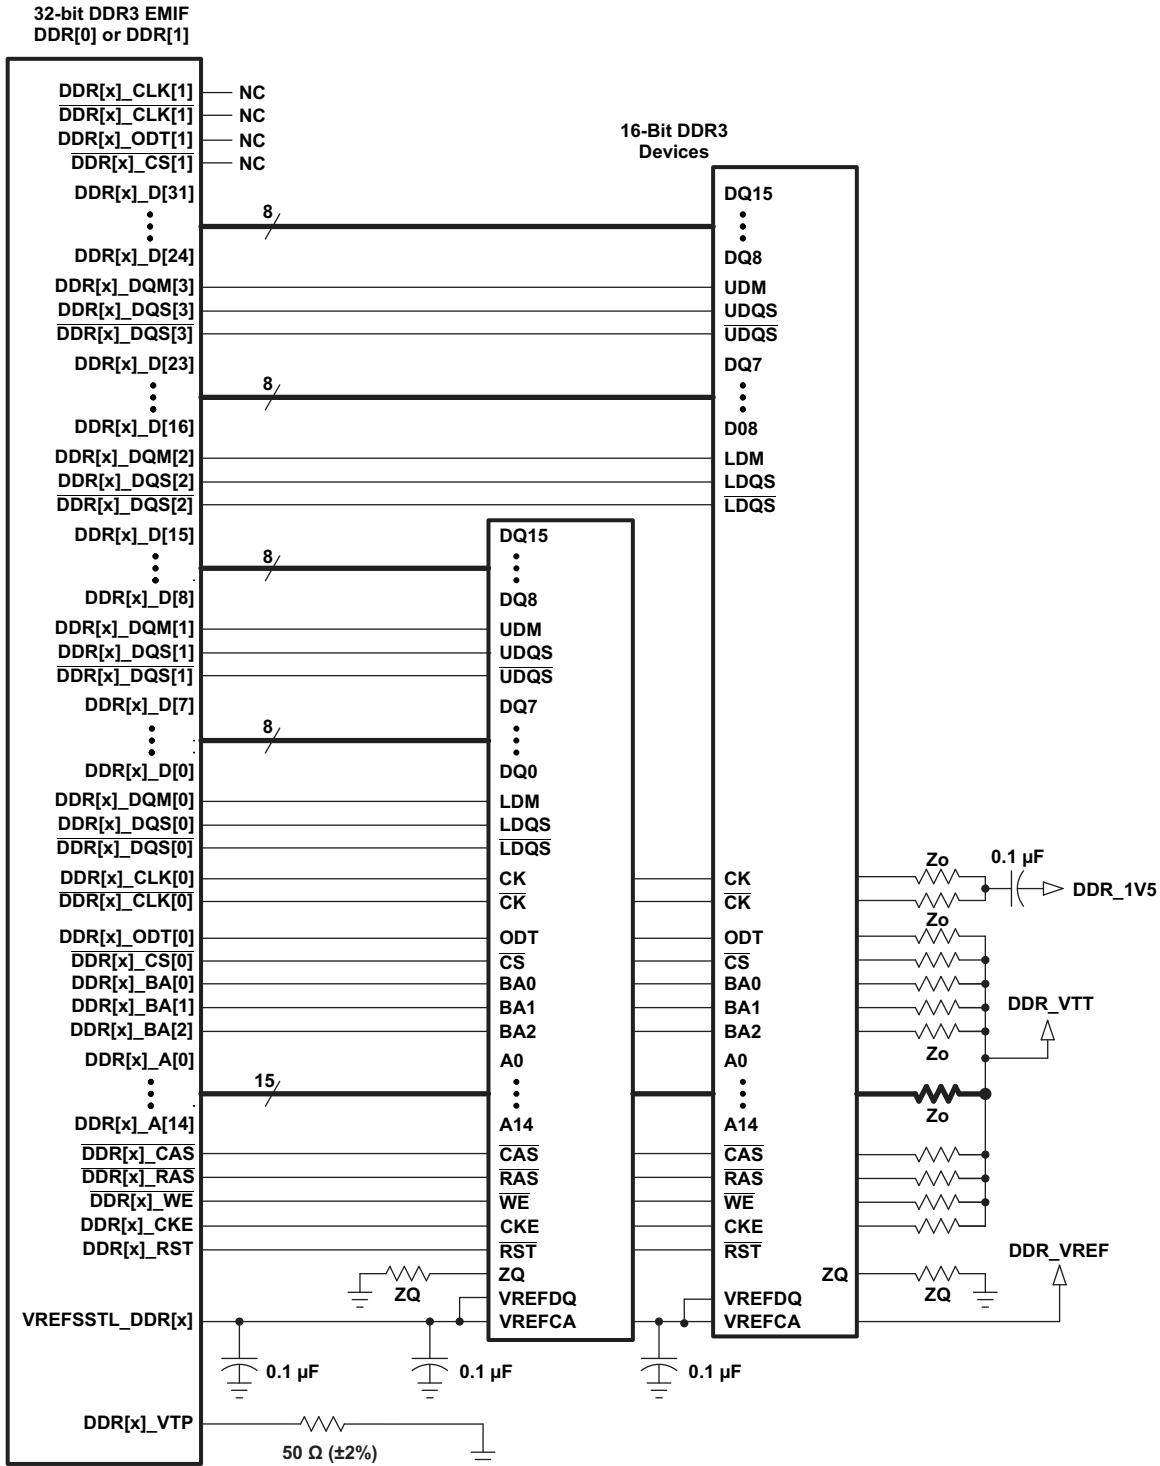 32-bit DDR3 EMIF
DDR[0] or DDR[1]
DDR[x]_CLK[1] NC
DDR[x]_CLK[1] NC
DDR[x]_ODT[1] NC
DDR[x]_CS[1] NC
16-Bit DDR3
Devices
DDR[x]_D[31] DQ15
8
DDR[x]_D[24] DQ8
DDR[x]_DQM[3] UDM
DDR[x]_DQS[3] UDQS
DDR[x]_DQS[3] UDQS
DDR[x]_D[23] DQ7
8
DDR[x]_D[16] D08
DDR[x]_DQM[2] LDM
DDR[x]_DQS[2] LDQS
DDR[x]_DQS[2] LDQS
DDR[x]_D[15] DQ15
8
DDR[x]_D[8] DQ8
DDR[x]_DQM[1] UDM
DDR[x]_DQS[1] UDQS
DDR[x]_DQS[1] UDQS
DDR[x]_D[7] DQ7
8
DDR[x]_D[0] DQ0
DDR[x]_DQM[0] LDM
DDR[x]_DQS[0] LDQS
DDR[x]_DQS[0] LDQS
Zo 0.1 µF
DDR[x]_CLK[0] CK CK
DDR_1V5
DDR[x]_CLK[0] CK CK
Zo
DDR[x]_ODT[0] ODT ODT
DDR[x]_CS[0] CS CS
DDR[x]_BA[0] BA0 BA0
DDR[x]_BA[1] BA1 BA1 DDR_VTT
DDR[x]_BA[2] BA2 BA2
Zo
DDR[x]_A[0] A0 A0
15
Zo
DDR[x]_A[14] A14 A14
DDR[x]_CAS CAS CAS
DDR[x]_RAS RAS RAS
DDR[x]_WE WE WE
DDR[x]_CKE CKE CKE
DDR[x]_RST RST RST DDR_VREF
ZQ ZQ
ZQ ZQ
VREFDQ VREFDQ
VREFSSTL_DDR[x] VREFCA VREFCA
0.1 µF 0.1 µF 0.1 µF
DDR[x]_VTP
50 Ω (±2%)